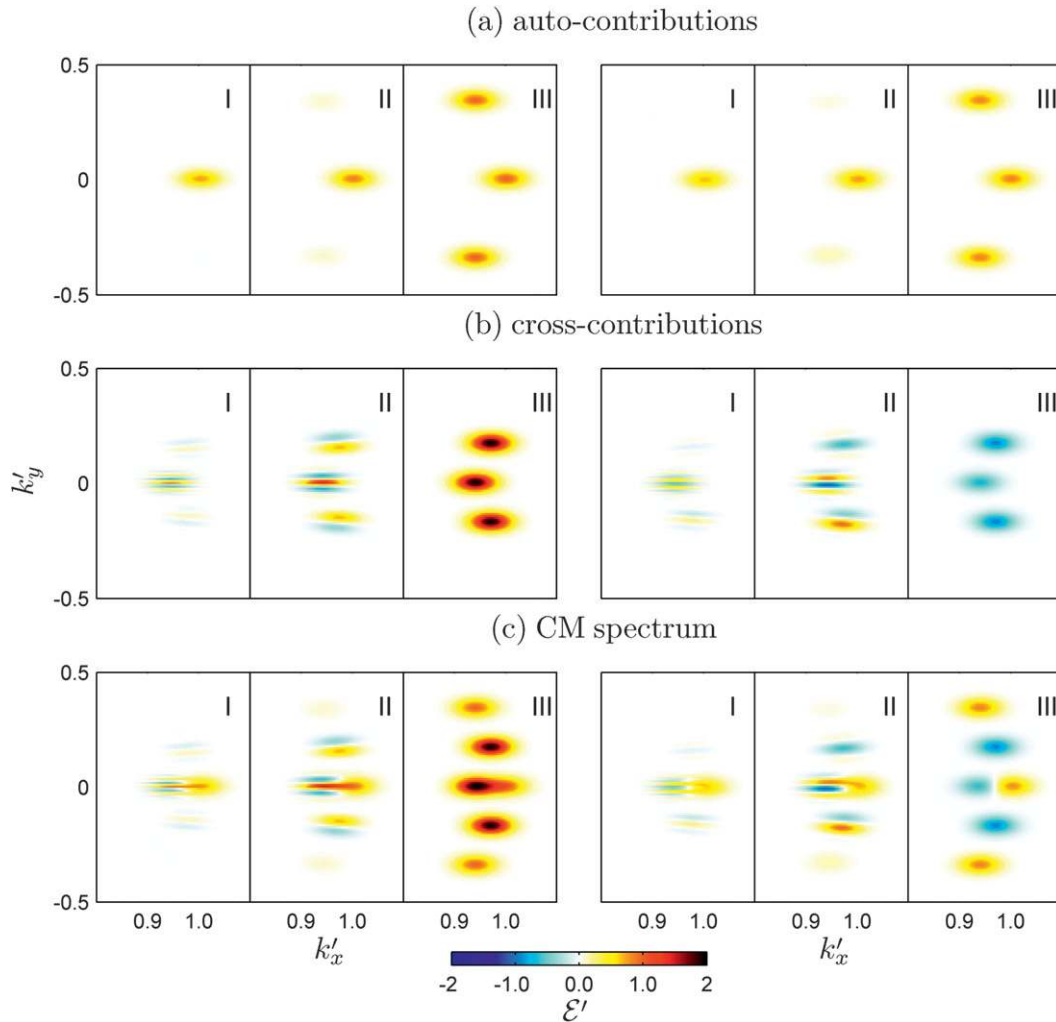 (a) auto-contributions
0.5
I II III I II III
0
-0.5
(b) cross-contributions
0.5
I II III I II III
k′y 0
-0.5
(c) CM spectrum
0.5
I II III I II III
0
-0.5
0.9 1.0 0.9 1.0 0.9 1.0 0.9 1.0 0.9 1.0 0.9 1.0
k′x k′x
-2 -1.0 0.0 1.0 2
ℰ′